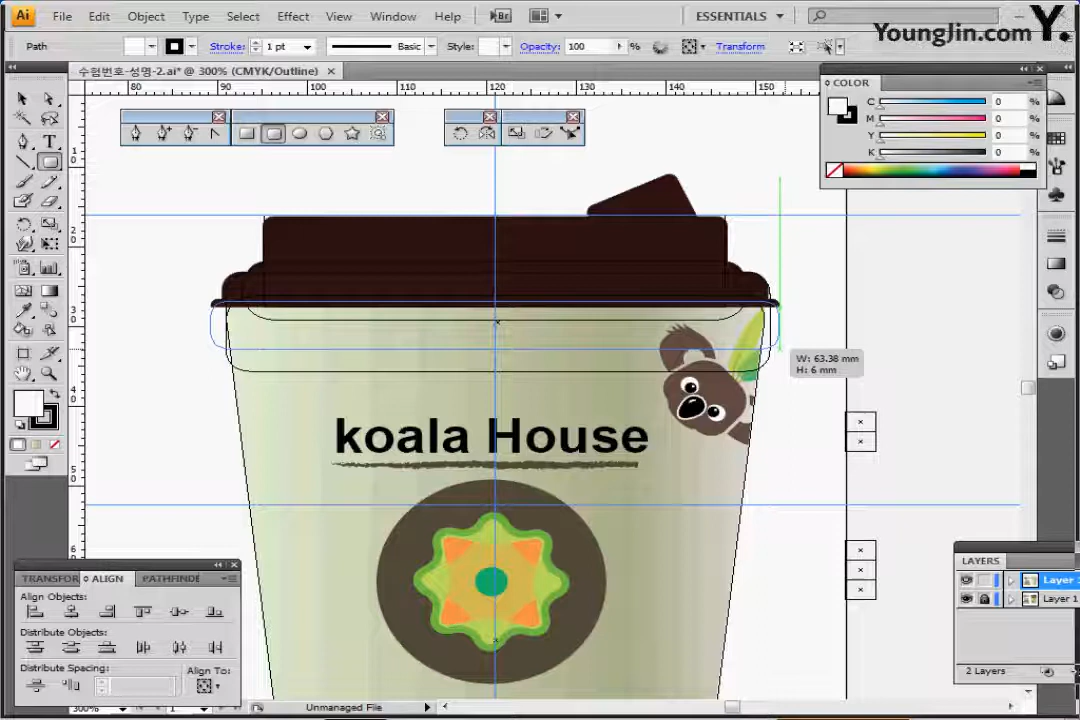 Ai File Edit Object Type Select Effect View Window Help Br ESSENTIALS
YoungJin.com Y.
Path Stroke: 1 pt Basic Style: Opacity: 100 % Transform
수험번호-성명-2.ai* @ 300% (CMYK/Outline) ×
COLOR
80 90 100 110 120 130 140 150
C 0 %
M 0 %
Y 0 %
K 0 %
W: 63.38 mm
H: 6 mm
koala House
TRANSFOR ALIGN PATHFINDE
Align Objects:
Distribute Objects:
Distribute Spacing: Align To:
LAYERS
Layer
Layer 1
2 Layers
300% 1 Unmanaged File